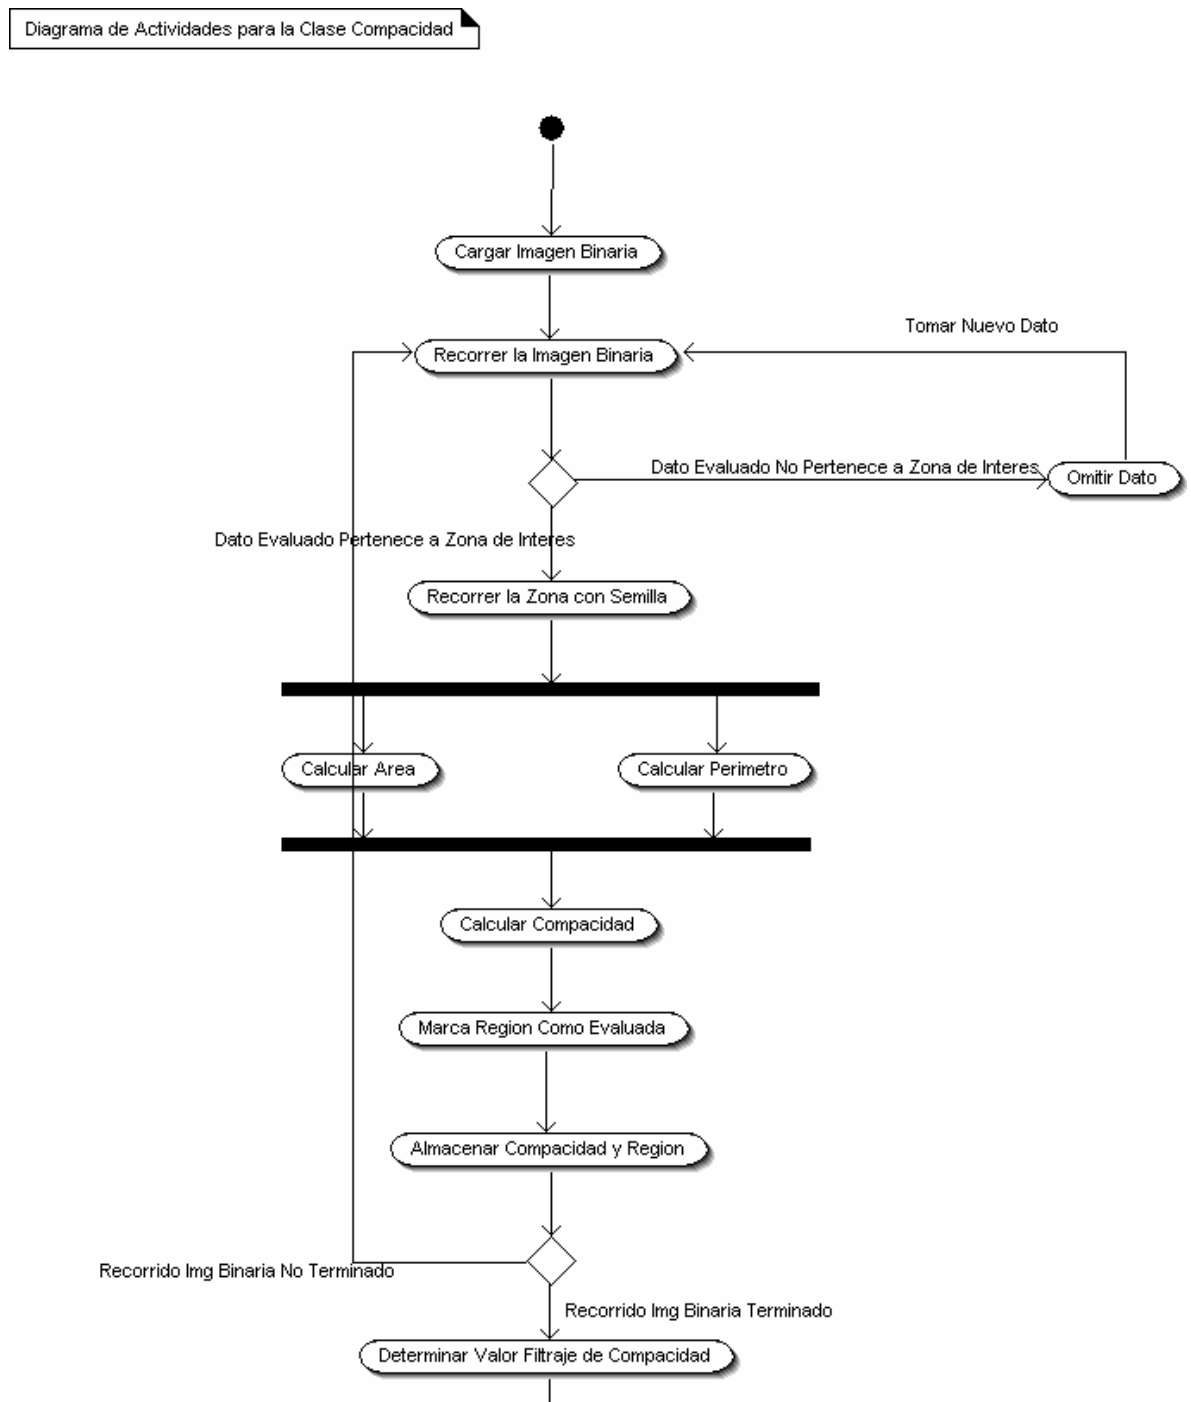 Diagrama de Actividades para la Clase Compacidad
Cargar Imagen Binaria
Tomar Nuevo Dato
Recorrer la Imagen Binaria
Dato Evaluado No Pertenece a Zona de Interes
Omitir Dato
Dato Evaluado Pertenece a Zona de Interes
Recorrer la Zona con Semilla
Calcular Area
Calcular Perimetro
Calcular Compacidad
Marca Region Como Evaluada
Almacenar Compacidad y Region
Recorrido Img Binaria No Terminado
Recorrido Img Binaria Terminado
Determinar Valor Filtraje de Compacidad